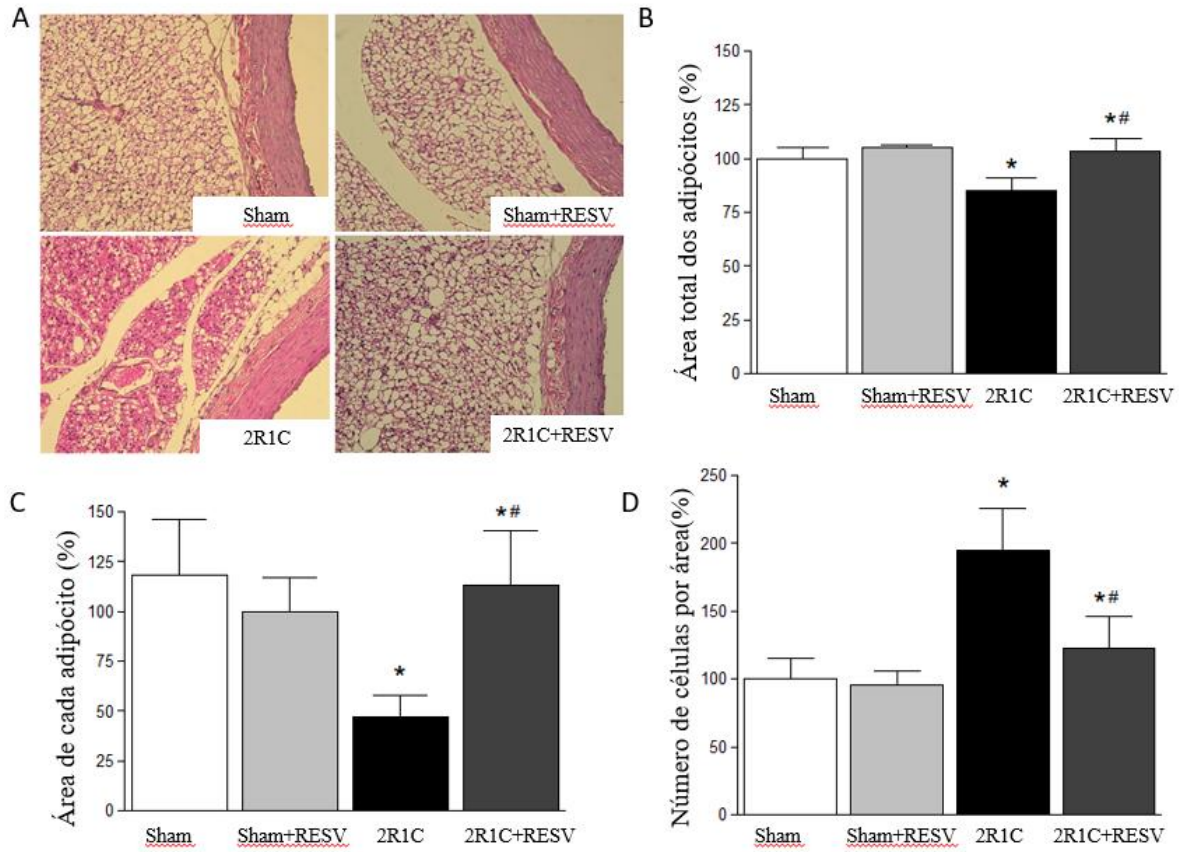 A
Sham
Sham+RESV
2R1C
2R1C+RESV
B
Área total dos adipócitos (%)
150
125
100
75
50
25
0
*
*#
Sham
Sham+RESV
2R1C
2R1C+RESV
C
Área de cada adipócito (%)
150
125
100
75
50
25
0
*
*#
Sham
Sham+RESV
2R1C
2R1C+RESV
D
Número de células por área(%)
250
200
150
100
50
0
*
*#
Sham
Sham+RESV
2R1C
2R1C+RESV